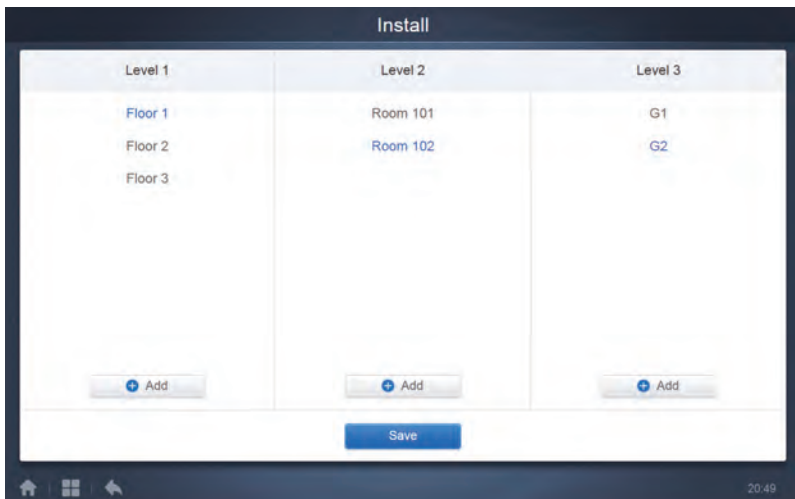 Install
Level 1 Level 2 Level 3
Floor 1 Room 101 G1
Floor 2 Room 102 G2
Floor 3
Add Add Add
Save
20:49